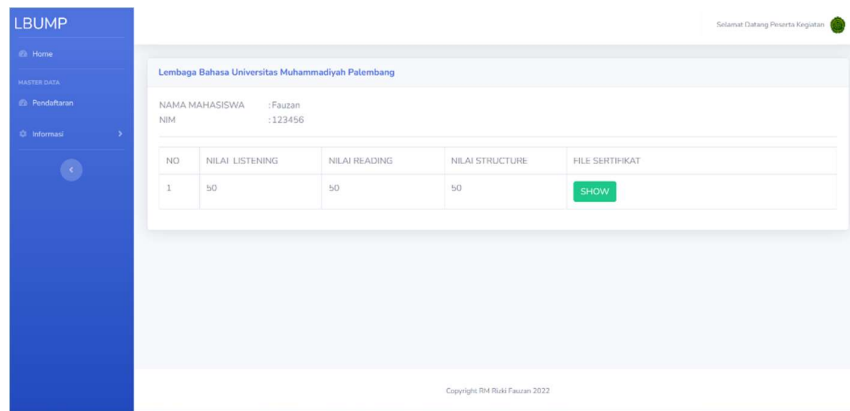 LBUMP
Selamat Datang Peserta Kegiatan
Home
MASTER DATA
Pendaftaran
Informasi
Lembaga Bahasa Universitas Muhammadiyah Palembang
NAMA MAHASISWA : Fauzan
NIM : 123456
NO NILAI LISTENING NILAI READING NILAI STRUCTURE FILE SERTIFIKAT
1 50 50 50 SHOW
Copyright RM Rizki Fauzan 2022